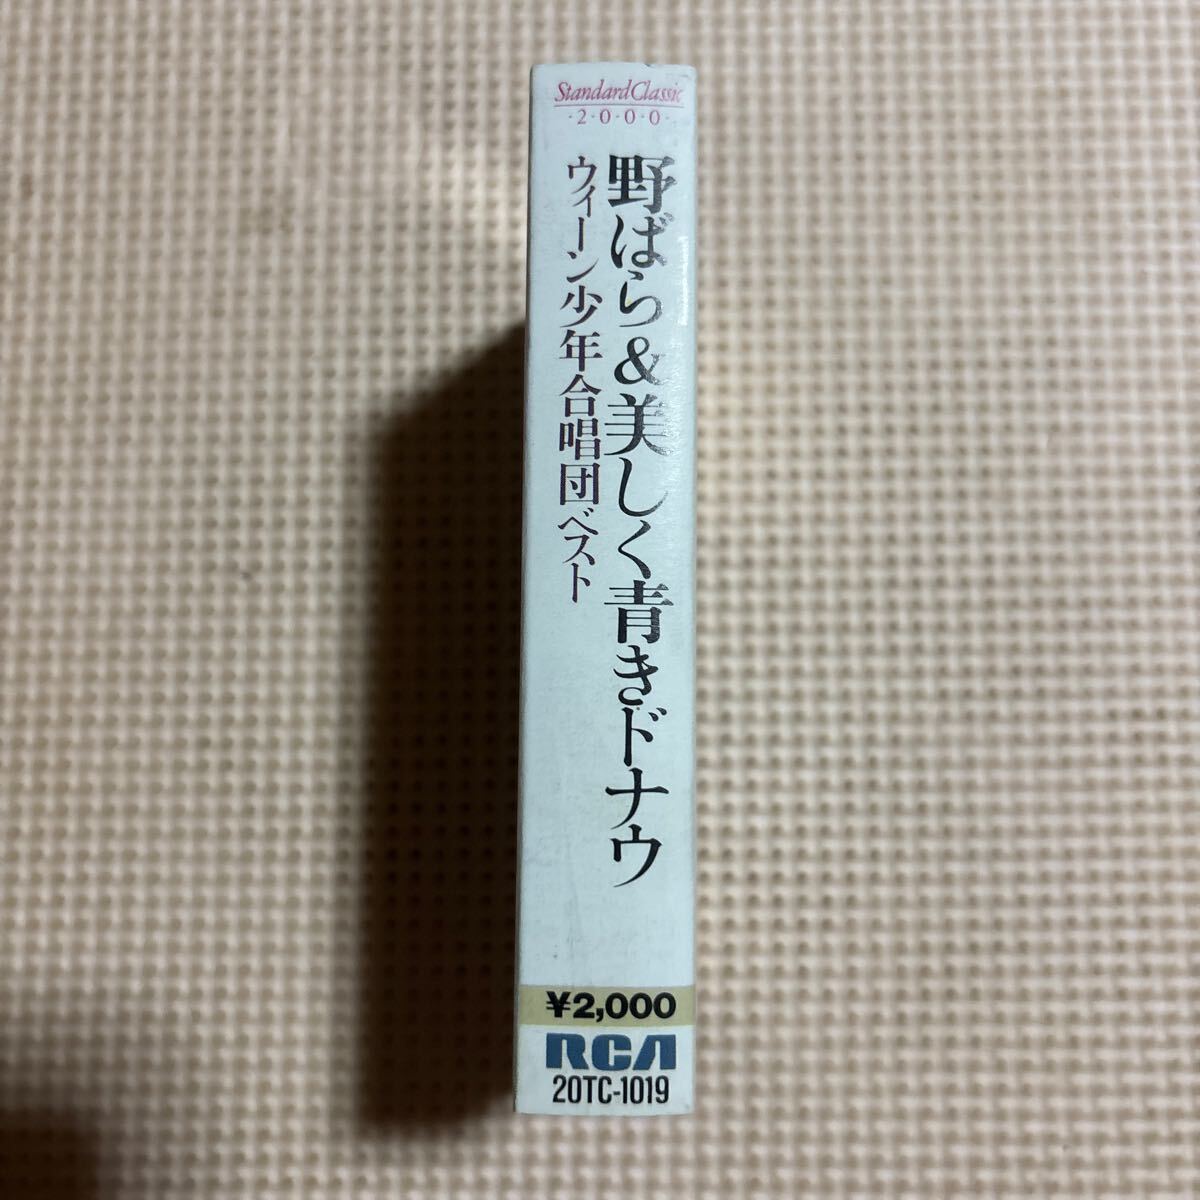 Standard Classic
·2·0·0·0·
野ばら&美しく青きドナウ
ウィーン少年合唱団ベスト
¥2,000
RCA
20TC-1019